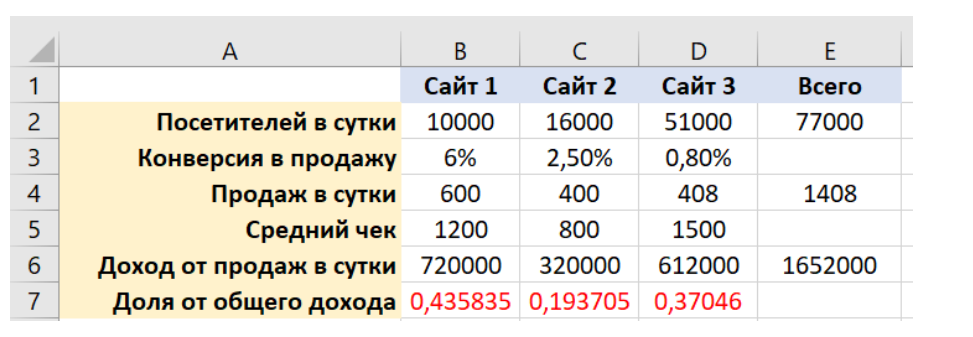 A B C D E
1 Сайт 1 Сайт 2 Сайт 3 Всего
2 Посетителей в сутки 10000 16000 51000 77000
3 Конверсия в продажу 6% 2,50% 0,80%
4 Продаж в сутки 600 400 408 1408
5 Средний чек 1200 800 1500
6 Доход от продаж в сутки 720000 320000 612000 1652000
7 Доля от общего дохода 0,435835 0,193705 0,37046